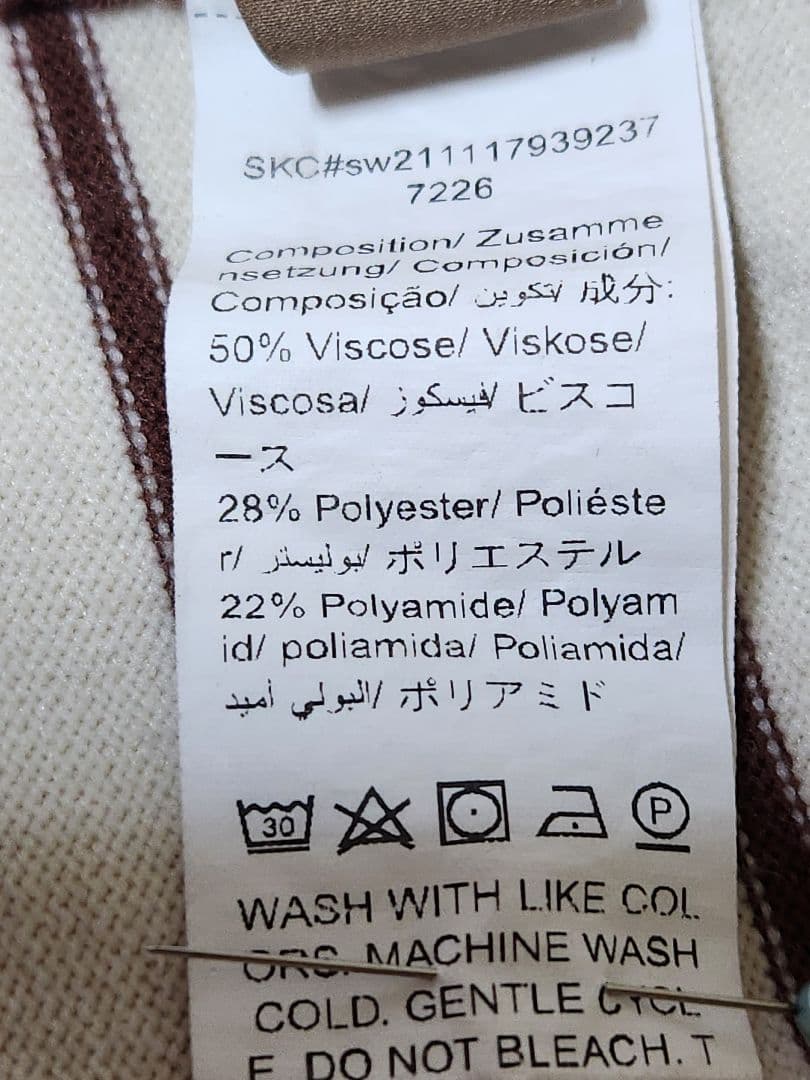 SKC#sw211117939237
7226
Composition/ Zusamme
nsetzung/ Composición/
Composição/ تكوين/ 成分:
50% Viscose/ Viskose/
Viscosa/ فيسكوز/ ビスコ
ース
28% Polyester/ Poliéste
r/ بوليستر/ ポリエステル
22% Polyamide/ Polyam
id/ poliamida/ Poliamida/
البولي أميد/ ポリアミド
30
P
WASH WITH LIKE COL
ORS. MACHINE WASH
COLD. GENTLE CYCL
E. DO NOT BLEACH. T